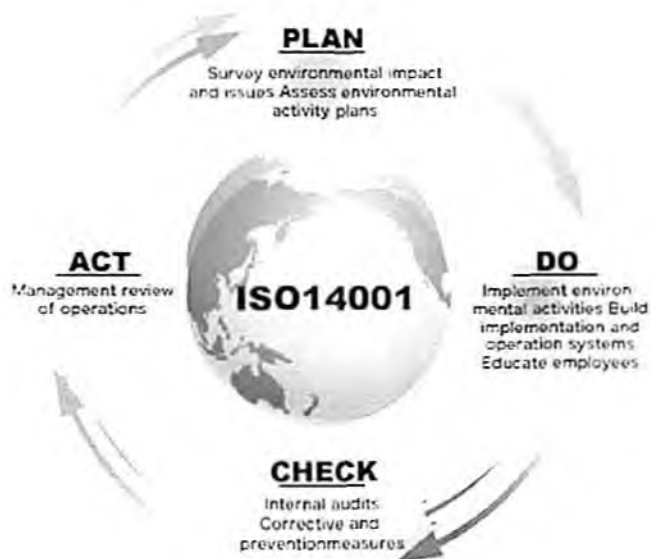 PLAN
Survey environmental impact
and issues Assess environmental
activity plans
ACT
Management review
of operations
ISO14001
DO
Implement environ
mental activities Build
implementation and
operation systems
Educate employees
CHECK
Internal audits
Corrective and
preventionmeasures